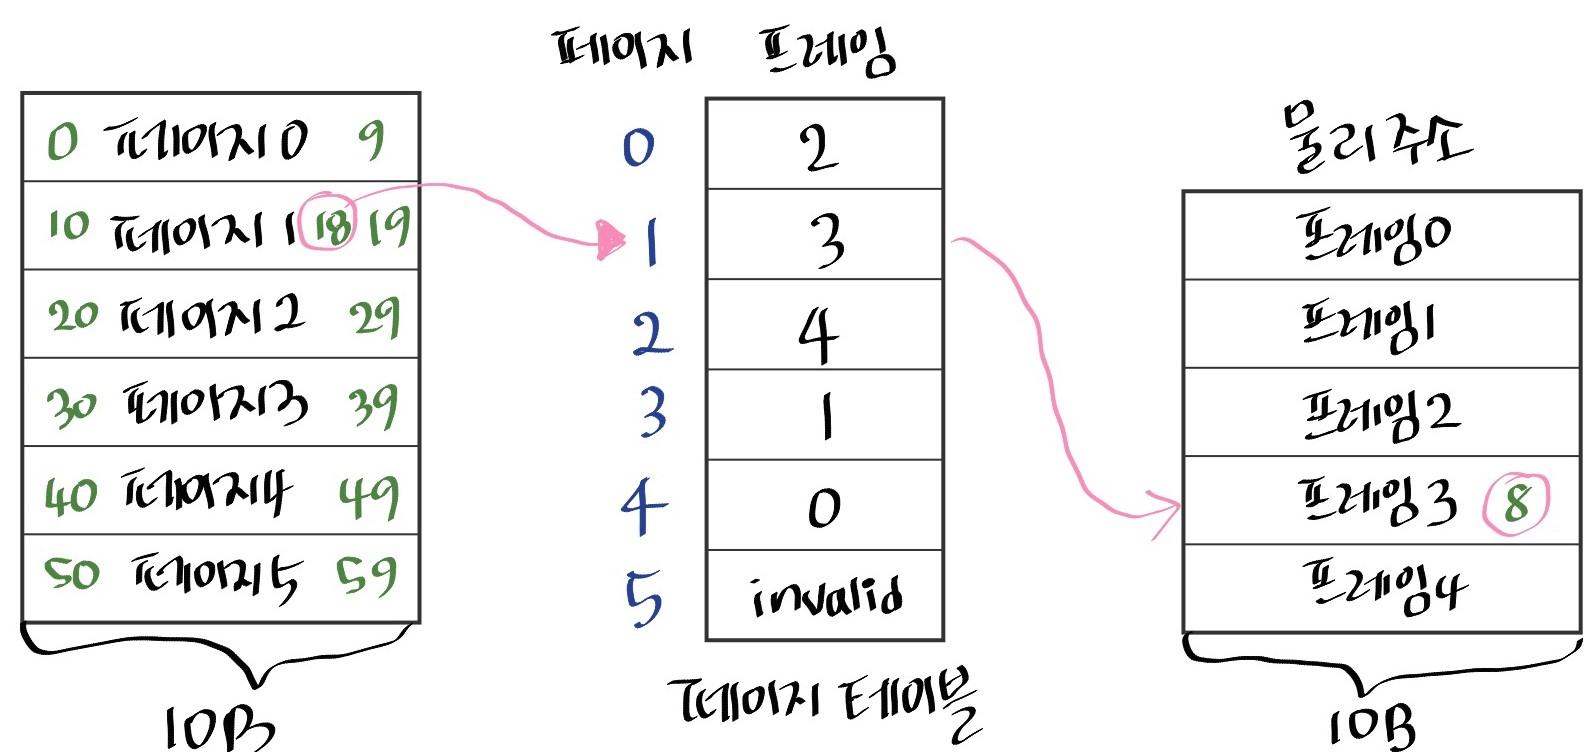 페이지 프레임
물리 주소
0 페이지 0 9
10 페이지 1 18 19
20 페이지 2 29
30 페이지 3 39
40 페이지 4 49
50 페이지 5 59
10B
0 2
1 3
2 4
3 1
4 0
5 invalid
페이지 테이블
프레임 0
프레임 1
프레임 2
프레임 3 8
프레임 4
10B